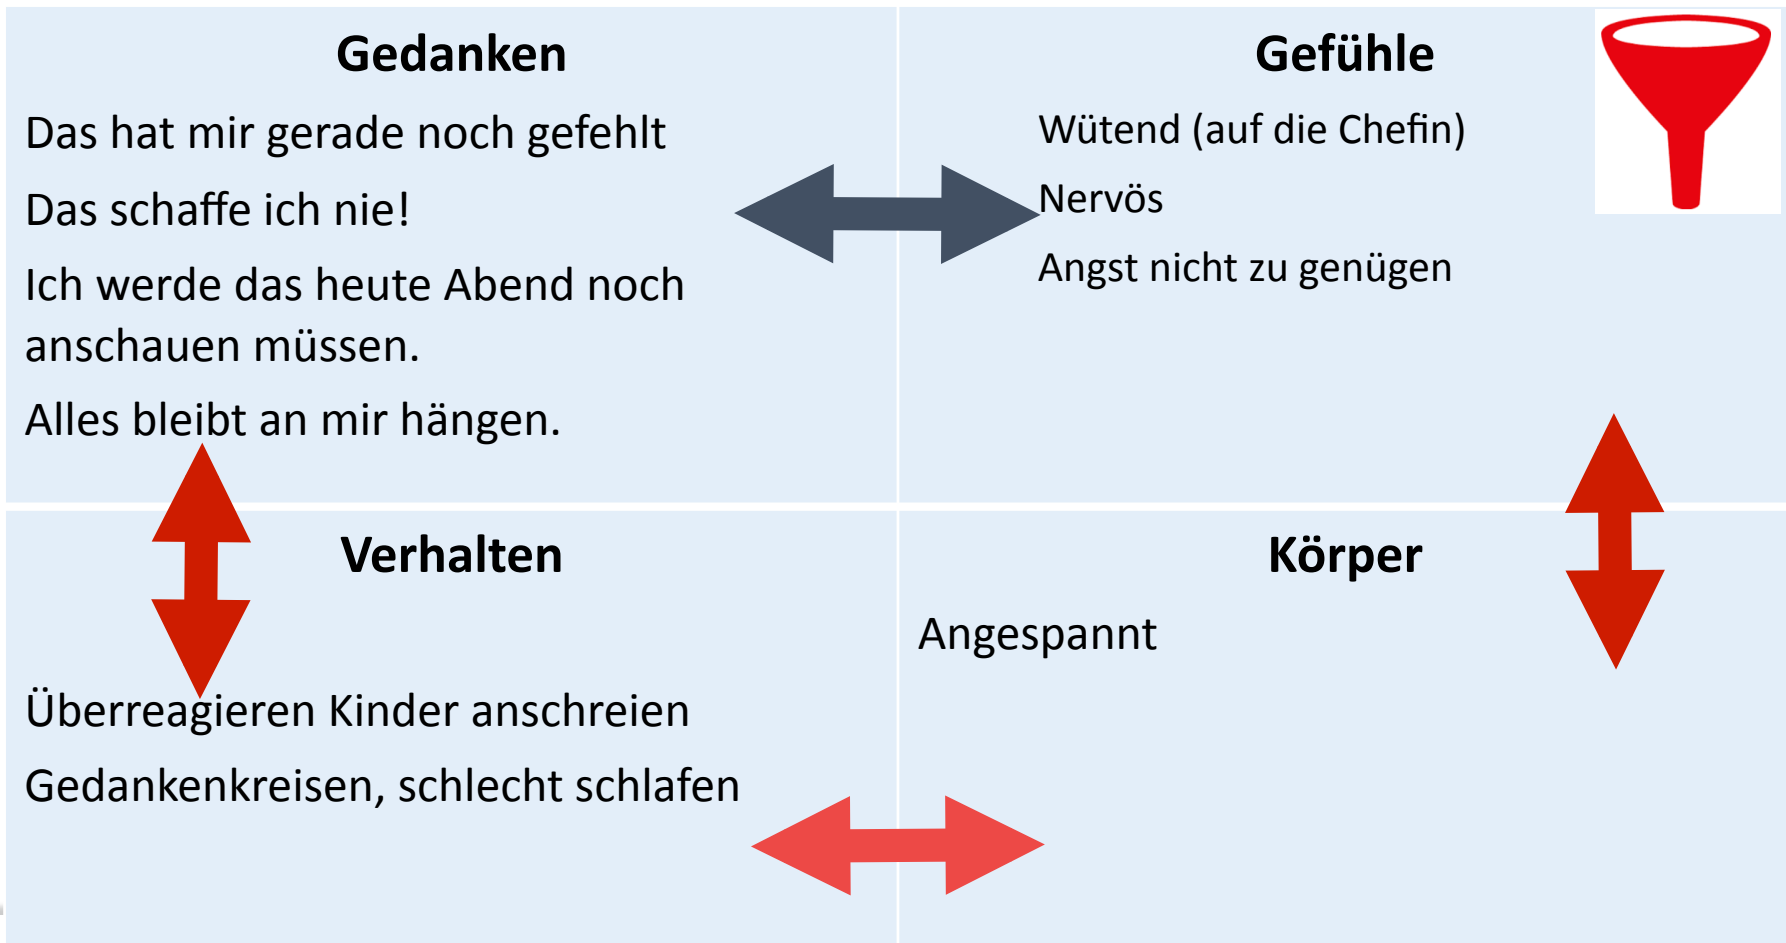 Gedanken
Das hat mir gerade noch gefehlt
Das schaffe ich nie!
Ich werde das heute Abend noch
anschauen müssen.
Alles bleibt an mir hängen.
Gefühle
Wütend (auf die Chefin)
Nervös
Angst nicht zu genügen
Verhalten
Überreagieren Kinder anschreien
Gedankenkreisen, schlecht schlafen
Körper
Angespannt